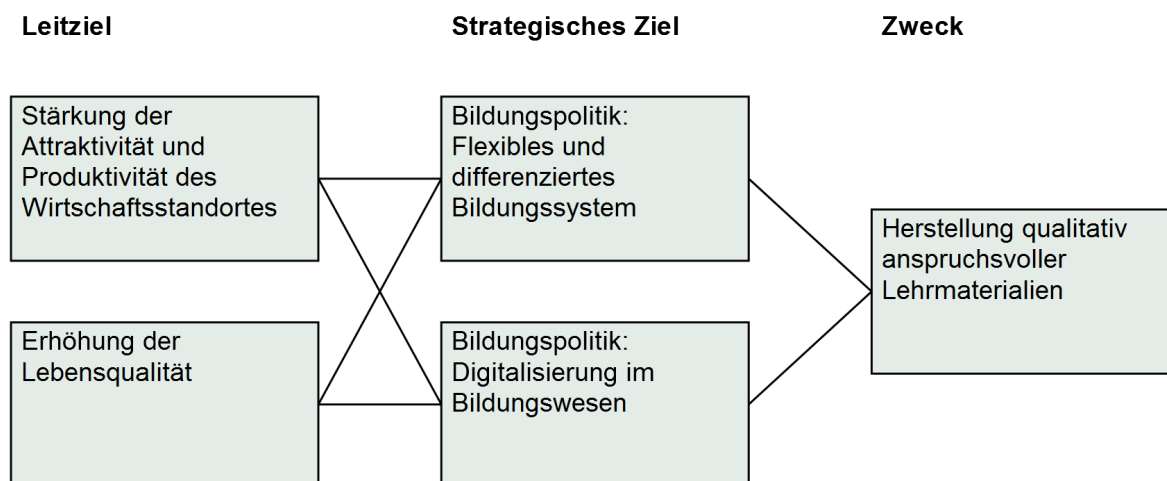 Leitziel
Strategisches Ziel
Zweck
Stärkung der
Attraktivität und
Produktivität des
Wirtschaftsstandortes
Bildungspolitik:
Flexibles und
differenziertes
Bildungssystem
Herstellung qualitativ
anspruchsvoller
Lehrmaterialien
Erhöhung der
Lebensqualität
Bildungspolitik:
Digitalisierung im
Bildungswesen